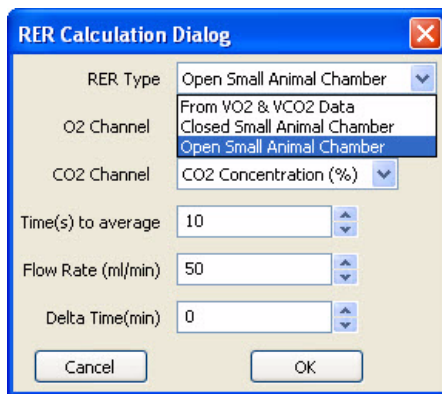 RER Calculation Dialog
RER Type Open Small Animal Chamber
From VO2 & VCO2 Data
O2 Channel Closed Small Animal Chamber
Open Small Animal Chamber
CO2 Channel CO2 Concentration (%)
Time(s) to average 10
Flow Rate (ml/min) 50
Delta Time(min) 0
Cancel OK